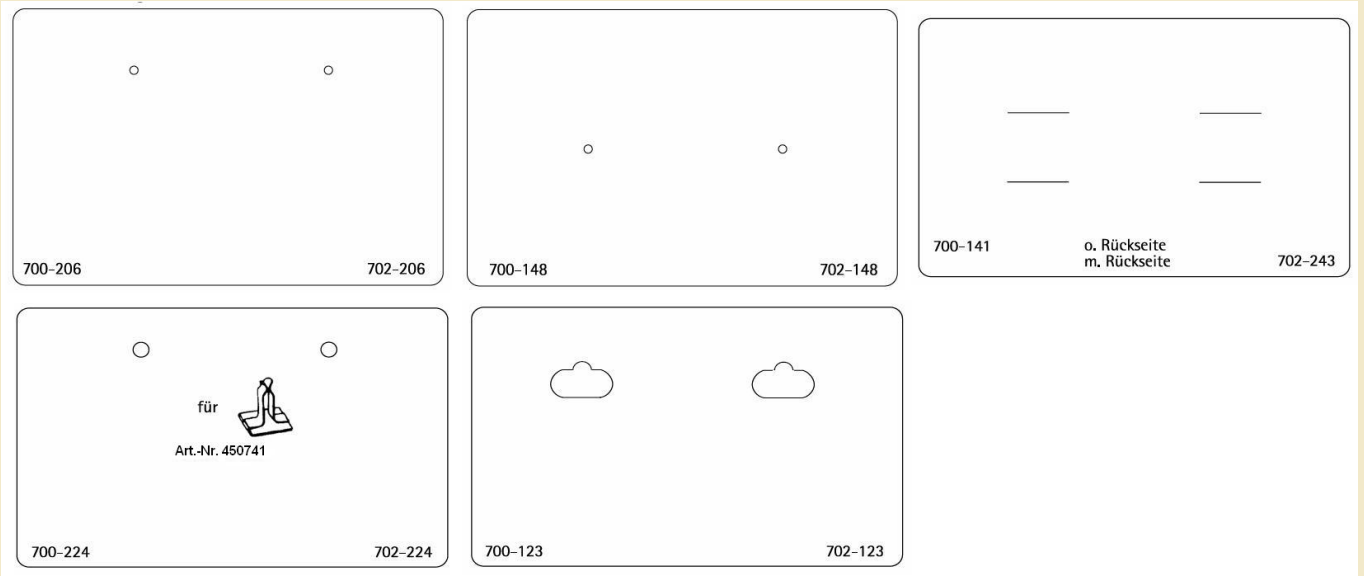 700-206 702-206
700-148 702-148
700-141 o. Rückseite
m. Rückseite 702-243
für
Art.-Nr. 450741
700-224 702-224
700-123 702-123